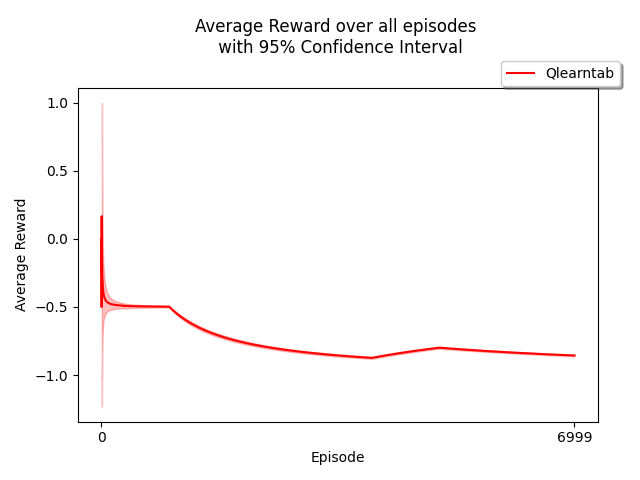 Average Reward over all episodes
with 95% Confidence Interval
Qlearntab
1.0
0.5
0.0
−0.5
−1.0
Average Reward
0
6999
Episode